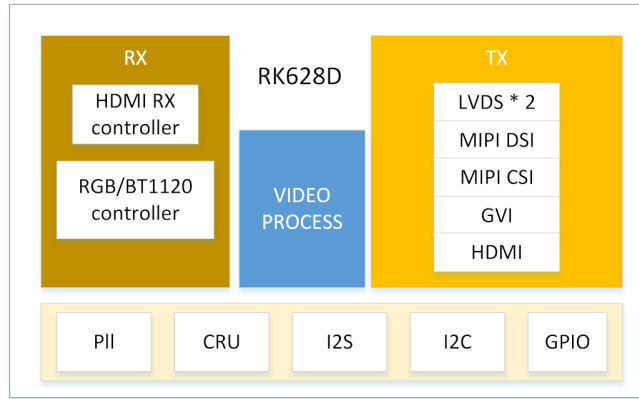 RX
HDMI RX
controller
RGB/BT1120
controller
RK628D
VIDEO
PROCESS
TX
LVDS * 2
MIPI DSI
MIPI CSI
GVI
HDMI
Pll
CRU
I2S
I2C
GPIO